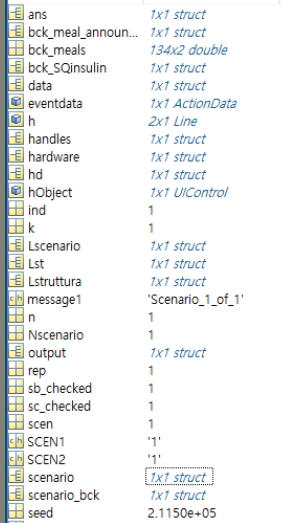 ans 1x1 struct
bck_meal_announ... 1x1 struct
bck_meals 134x2 double
bck_SQinsulin 1x1 struct
data 1x1 struct
eventdata 1x1 ActionData
h 2x1 Line
handles 1x1 struct
hardware 1x1 struct
hd 1x1 struct
hObject 1x1 UIControl
ind 1
k 1
Lscenario 1x1 struct
Lst 1x1 struct
Lstruttura 1x1 struct
message1 'Scenario_1_of_1'
n 1
Nscenario 1
output 1x1 struct
rep 1
sb_checked 1
sc_checked 1
scen 1
SCEN1 '1'
SCEN2 '1'
scenario 1x1 struct
scenario_bck 1x1 struct
seed 2.1150e+05